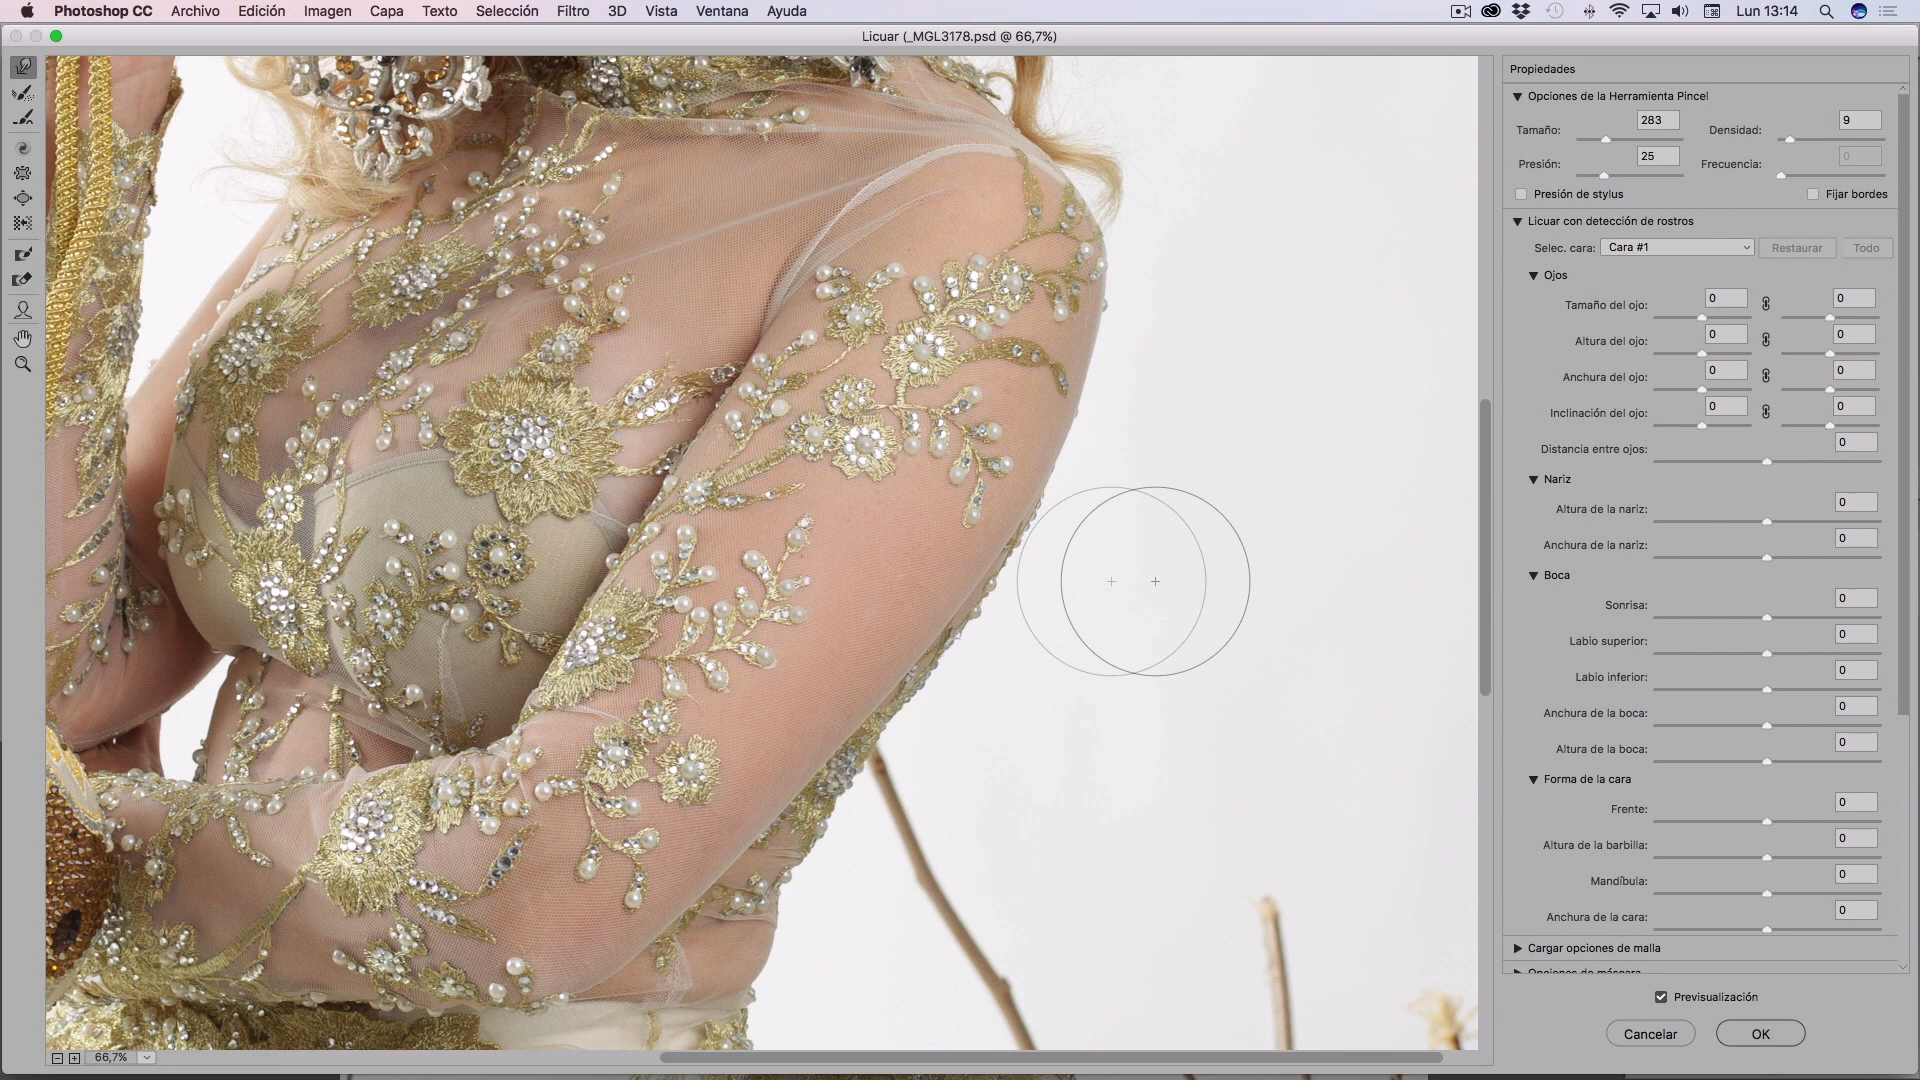 Photoshop CC Archivo Edición Imagen Capa Texto Selección Filtro 3D Vista Ventana Ayuda
Lun 13:14
Licuar (_MGL3178.psd @ 66,7%)
Propiedades
Opciones de la Herramienta Pincel
Tamaño: 283 Densidad: 9
Presión: 25 Frecuencia: 0
Presión de stylus Fijar bordes
Licuar con detección de rostros
Selec. cara: Cara #1 Restaurar Todo
Ojos
Tamaño del ojo: 0 0
Altura del ojo: 0 0
Anchura del ojo: 0 0
Inclinación del ojo: 0 0
Distancia entre ojos: 0
Nariz
Altura de la nariz: 0
Anchura de la nariz: 0
Boca
Sonrisa: 0
Labio superior: 0
Labio inferior: 0
Anchura de la boca: 0
Altura de la boca: 0
Forma de la cara
Frente: 0
Altura de la barbilla: 0
Mandíbula: 0
Anchura de la cara: 0
Cargar opciones de malla
Opciones de máscara
Previsualización
Cancelar OK
66,7%